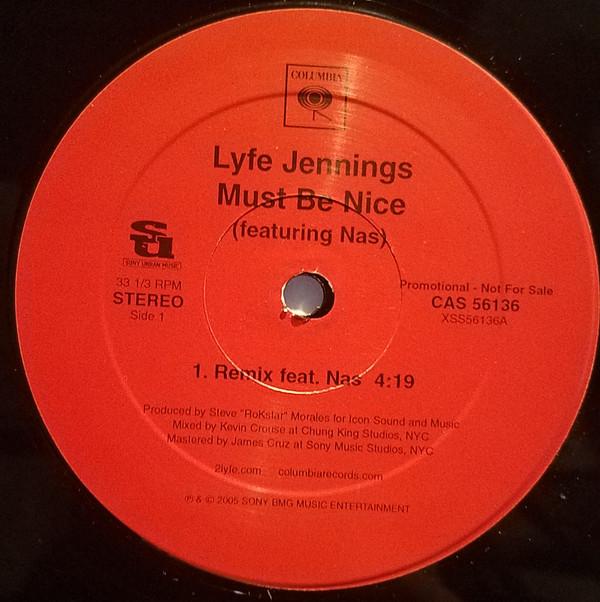 COLUMBIA
Lyfe Jennings
Must Be Nice
(featuring Nas)
su
SONY URBAN MUSIC
33 1/3 RPM
STEREO
Side 1
Promotional - Not For Sale
CAS 56136
XSS56136A
1. Remix feat. Nas 4:19
Produced by Steve "RoKstar" Morales for Icon Sound and Music
Mixed by Kevin Crouse at Chung King Studios, NYC
Mastered by James Cruz at Sony Music Studios, NYC
2lyfe.com columbiarecords.com
℗ & © 2005 SONY BMG MUSIC ENTERTAINMENT